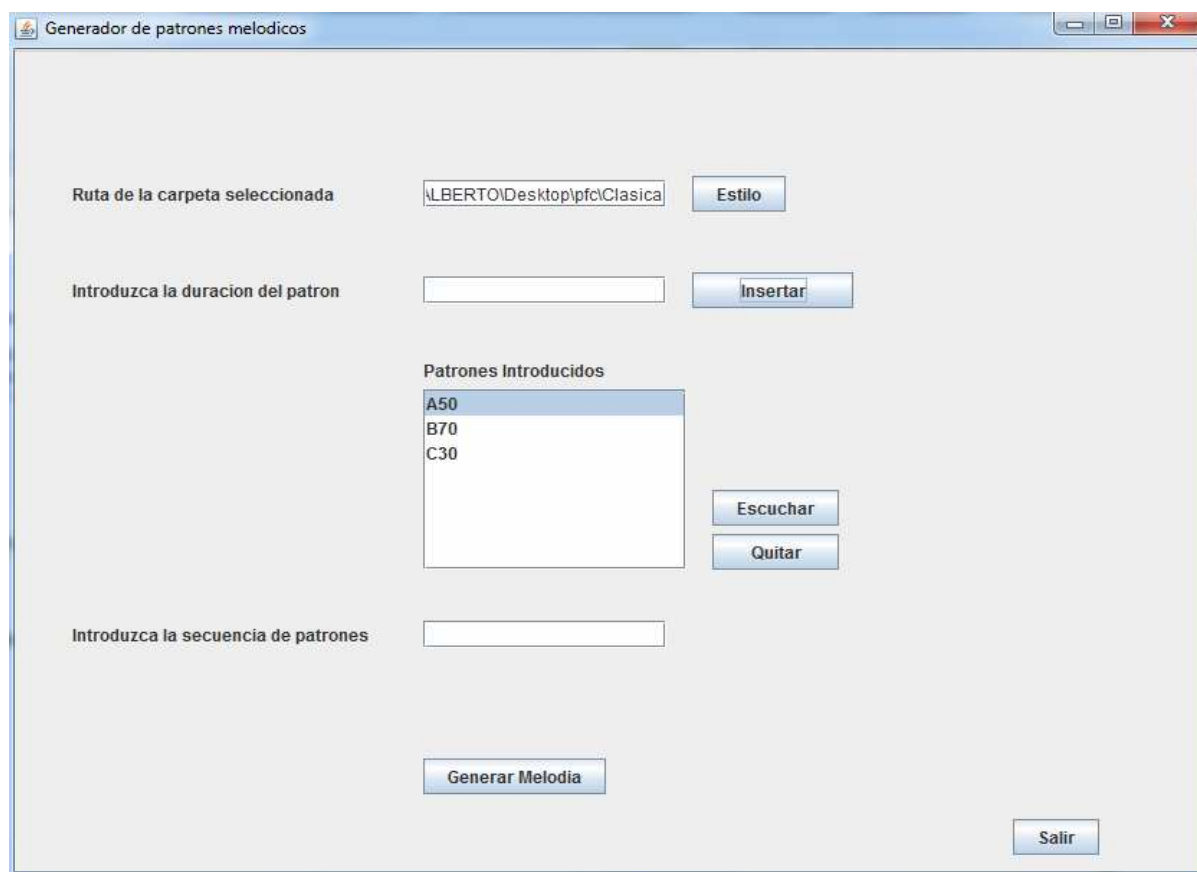 Generador de patrones melodicos
Ruta de la carpeta seleccionada
\LBERTO\Desktop\pfc\Clasica
Estilo
Introduzca la duracion del patron
Insertar
Patrones Introducidos
A50
B70
C30
Escuchar
Quitar
Introduzca la secuencia de patrones
Generar Melodia
Salir